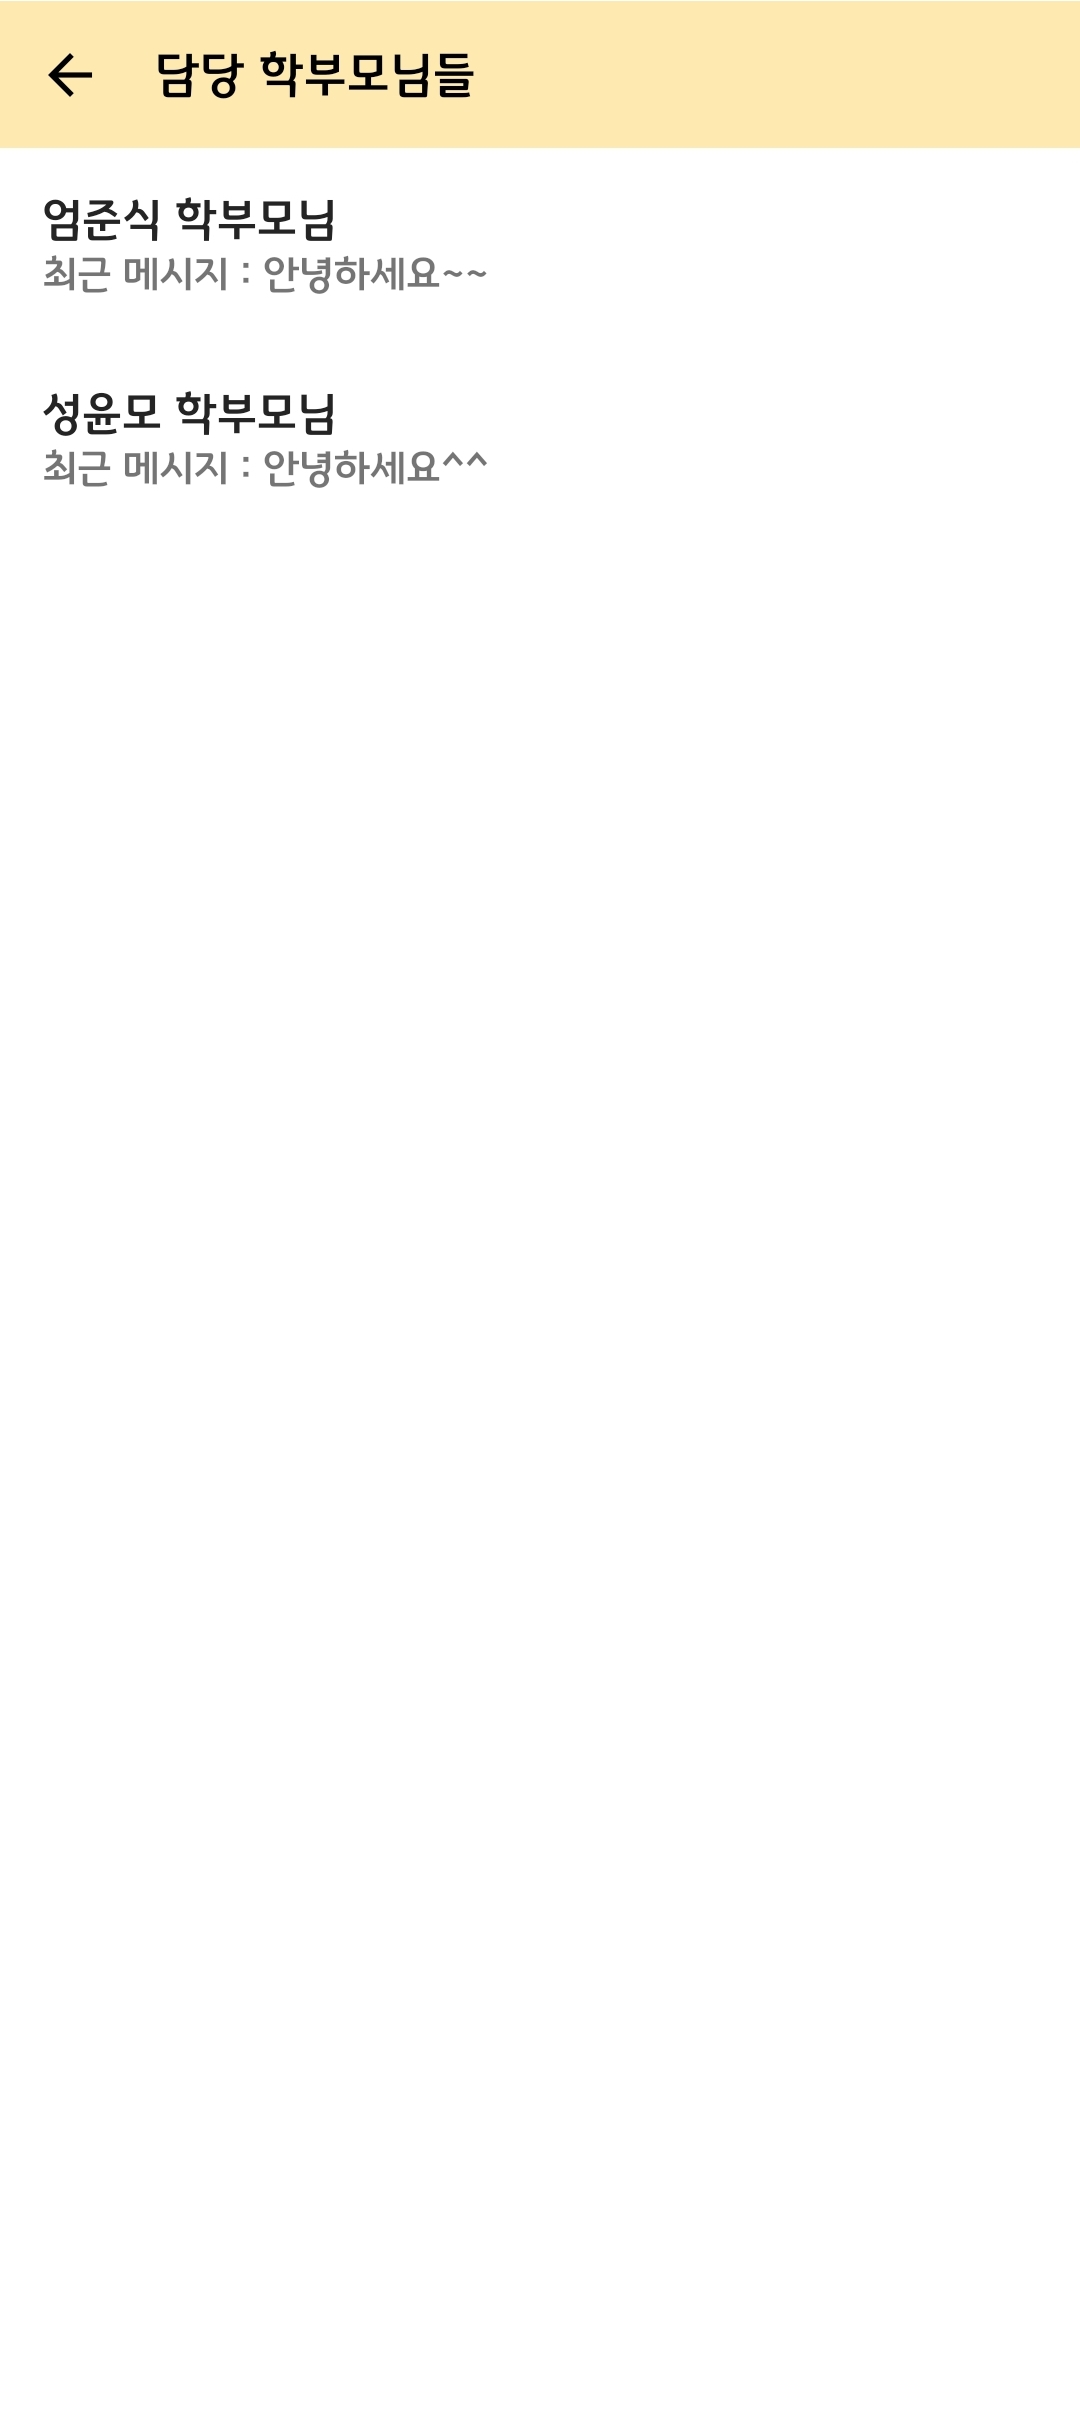 담당 학부모님들
엄준식 학부모님
최근 메시지 : 안녕하세요~~
성윤모 학부모님
최근 메시지 : 안녕하세요^^